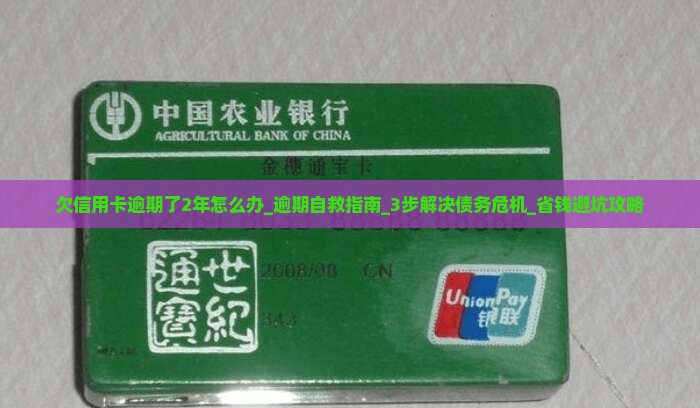 中国农业银行
AGRICULTURAL BANK OF CHINA
金穗通宝卡
欠信用卡逾期了2年怎么办_逾期自救指南_3步解决债务危机_省钱避坑攻略
2008/08 CN
世紀
通寶
343
UnionPay
银联